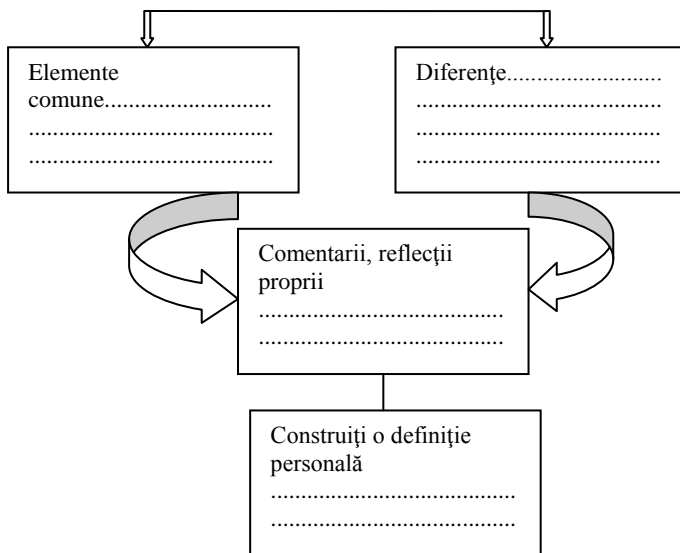 Elemente
comune............................
.........................................
.........................................
Diferenţe..........................
.........................................
.........................................
.........................................
Comentarii, reflecţii
proprii
.........................................
.........................................
Construiţi o definiţie
personală
.........................................
.........................................